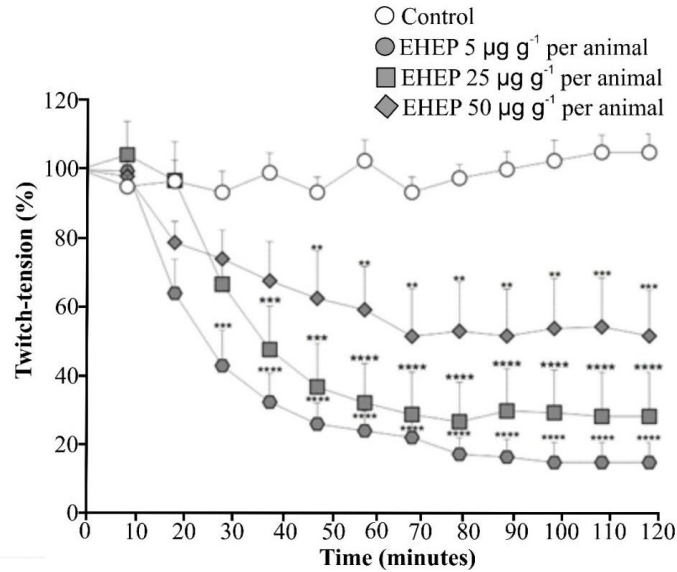 Control
EHEP 5 µg g⁻¹ per animal
EHEP 25 µg g⁻¹ per animal
EHEP 50 µg g⁻¹ per animal
120
100
80
60
40
20
0
Twitch-tension (%)
** ** ** ** ** ** *** ***
*** *** **** **** **** **** **** **** ****
*** **** **** **** **** **** **** **** **** ****
0 10 20 30 40 50 60 70 80 90 100 110 120
Time (minutes)